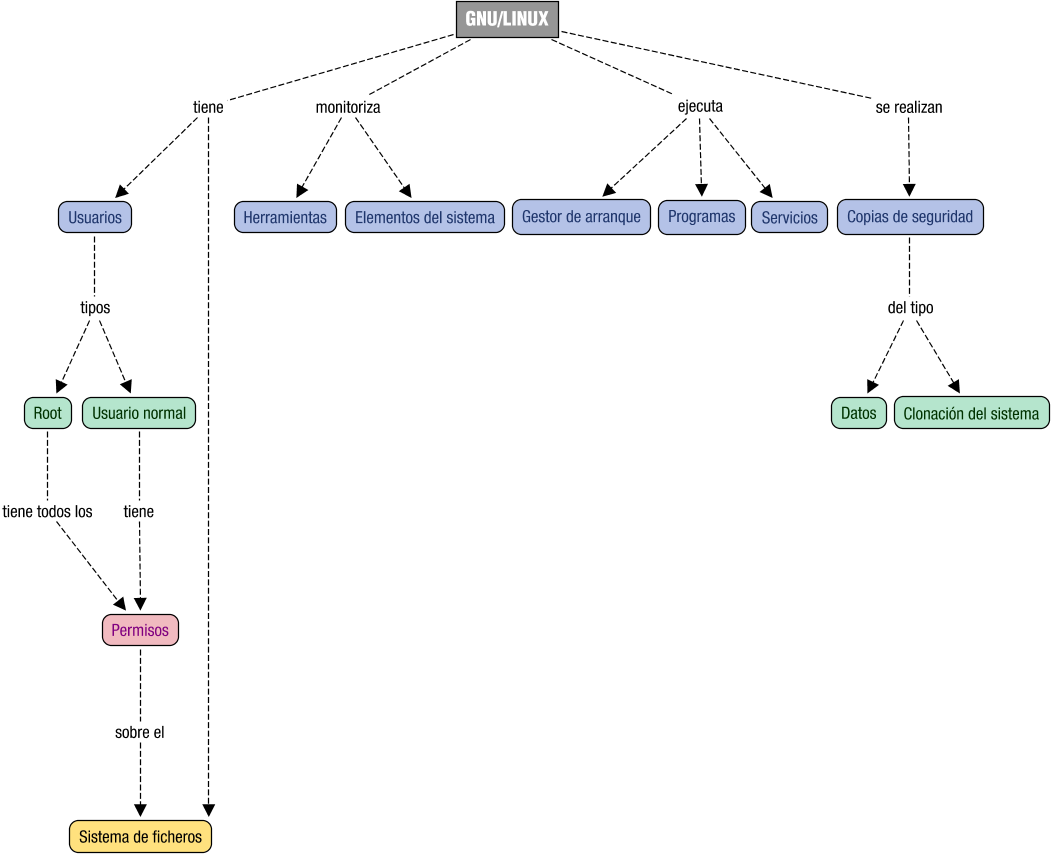 GNU/LINUX
tiene
monitoriza
ejecuta
se realizan
Usuarios
Herramientas
Elementos del sistema
Gestor de arranque
Programas
Servicios
Copias de seguridad
tipos
del tipo
Root
Usuario normal
Datos
Clonación del sistema
tiene todos los
tiene
Permisos
sobre el
Sistema de ficheros